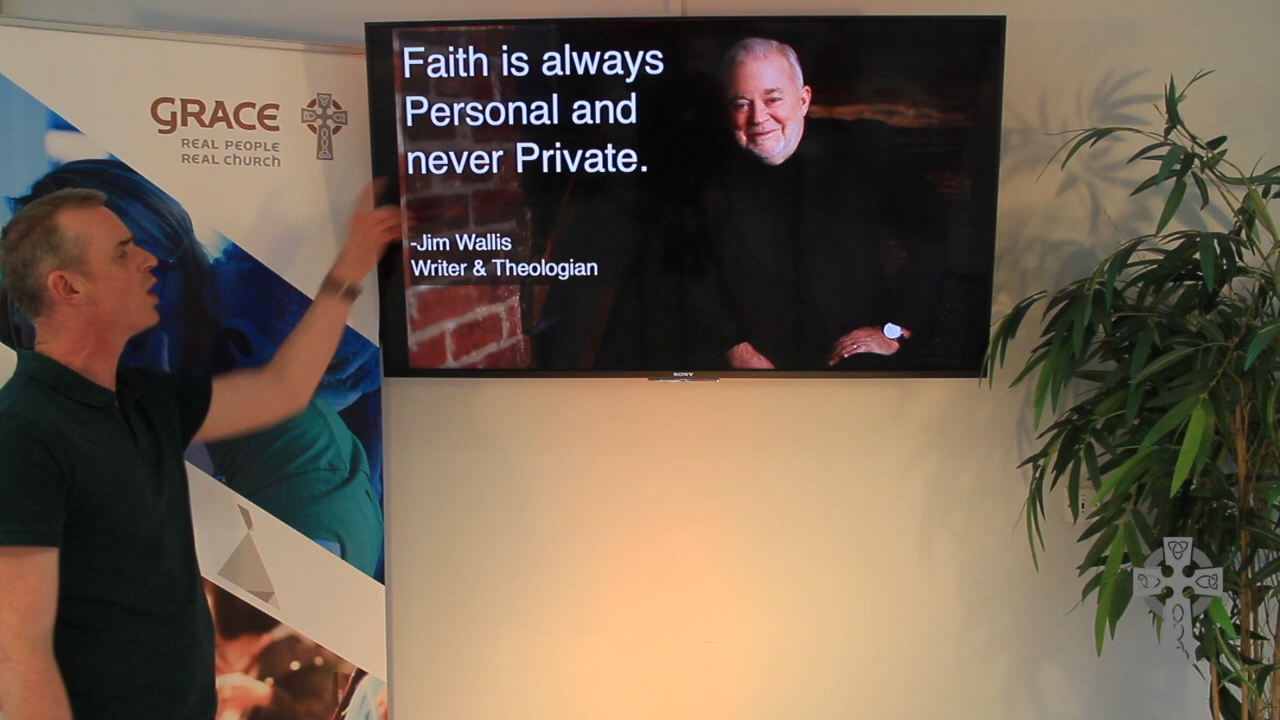 GRACE
REAL PEOPLE
REAL CHURCH
Faith is always
Personal and
never Private.
-Jim Wallis
Writer & Theologian
SONY